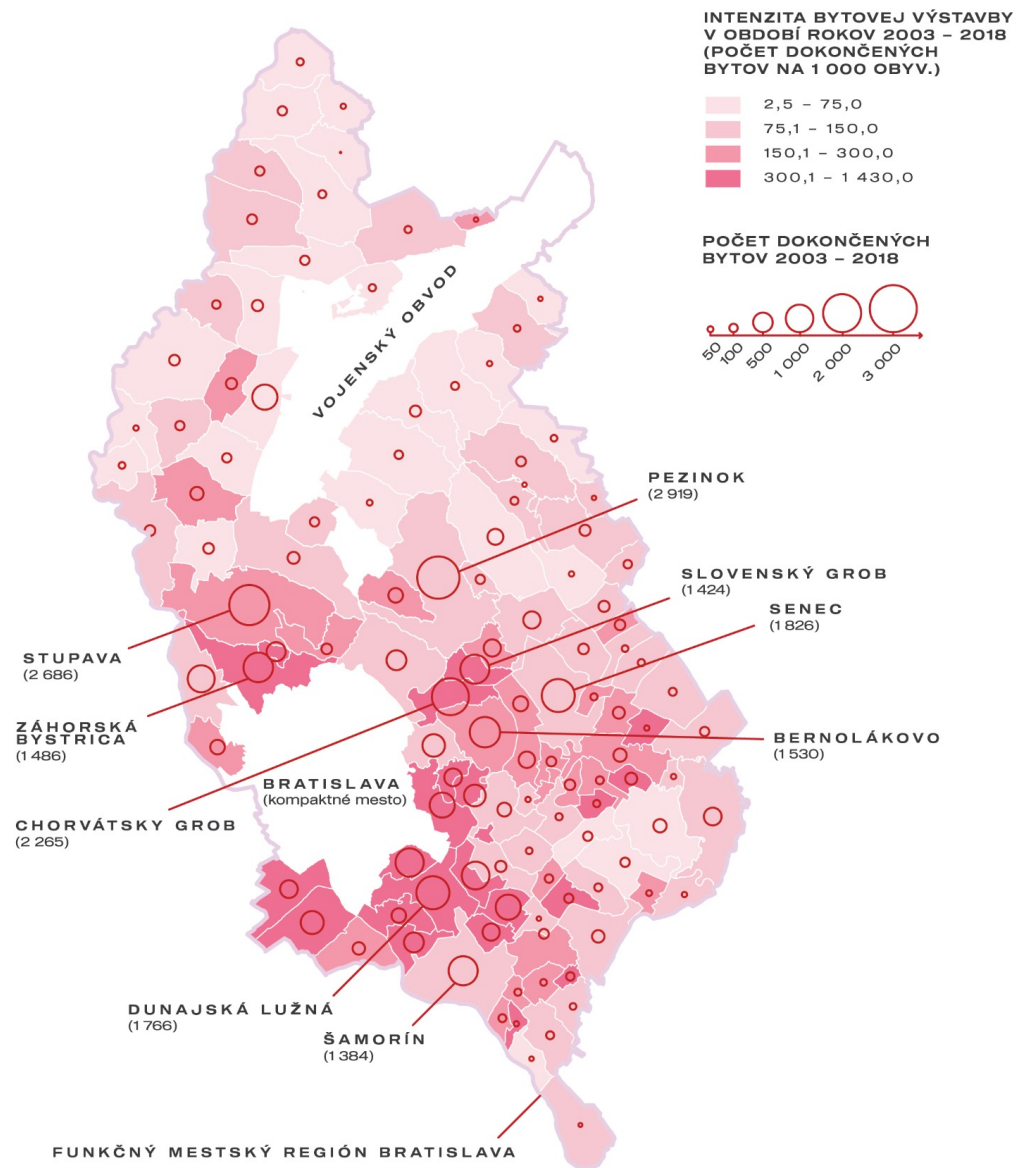 INTENZITA BYTOVEJ VÝSTAVBY
V OBDOBÍ ROKOV 2003 – 2018
(POČET DOKONČENÝCH
BYTOV NA 1 000 OBYV.)
2,5 – 75,0
75,1 – 150,0
150,1 – 300,0
300,1 – 1 430,0
POČET DOKONČENÝCH
BYTOV 2003 – 2018
50
100
500
1 000
2 000
3 000
VOJENSKÝ OBVOD
PEZINOK
(2 919)
SLOVENSKÝ GROB
(1 424)
SENEC
(1 826)
STUPAVA
(2 686)
ZÁHORSKÁ
BYSTRICA
(1 486)
BERNOLÁKOVO
(1 530)
BRATISLAVA
(kompaktné mesto)
CHORVÁTSKY GROB
(2 265)
DUNAJSKÁ LUŽNÁ
(1 766)
ŠAMORÍN
(1 384)
FUNKČNÝ MESTSKÝ REGIÓN BRATISLAVA